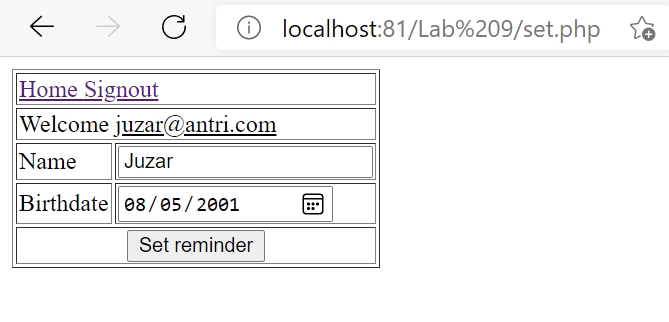 localhost:81/Lab%209/set.php
Home Signout
Welcome juzar@antri.com
Name Juzar
Birthdate 08/05/2001
Set reminder